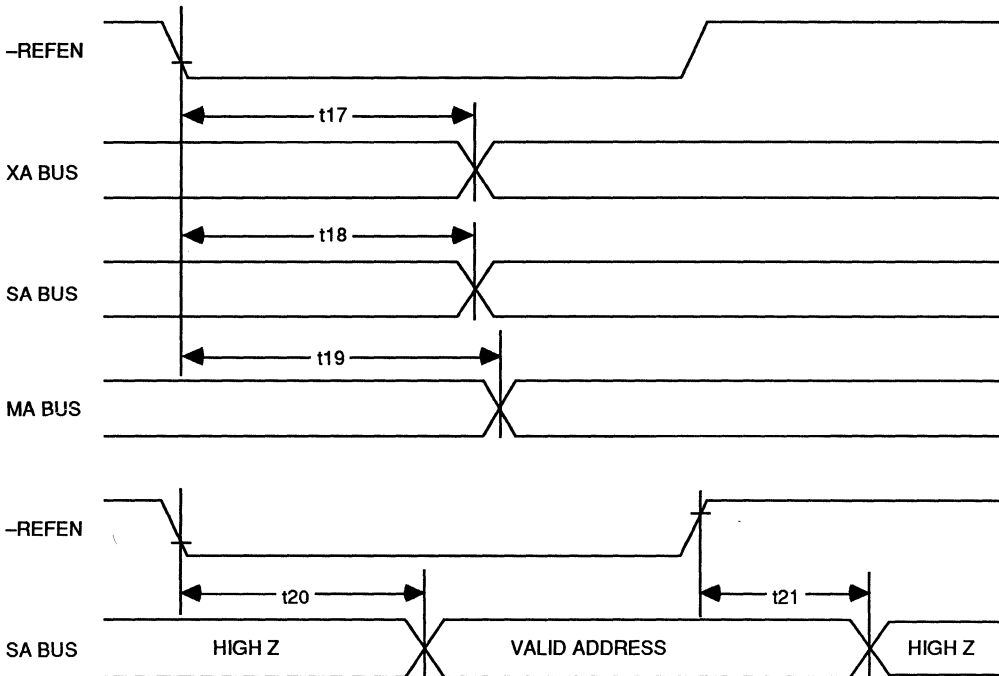 –REFEN
t17
XA BUS
t18
SA BUS
t19
MA BUS
–REFEN
t20
t21
SA BUS
HIGH Z
VALID ADDRESS
HIGH Z